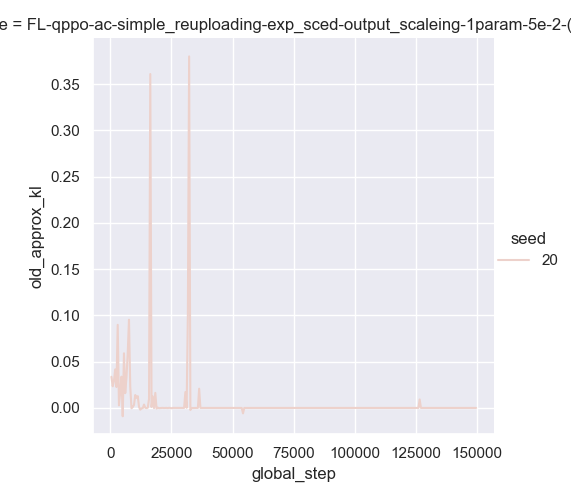 e = FL-qppo-ac-simple_reuploading-exp_sced-output_scaleing-1param-5e-2-(
0.35
0.30
0.25
0.20
0.15
0.10
0.05
0.00
old_approx_kl
0 25000 50000 75000 100000 125000 150000
global_step
seed
20